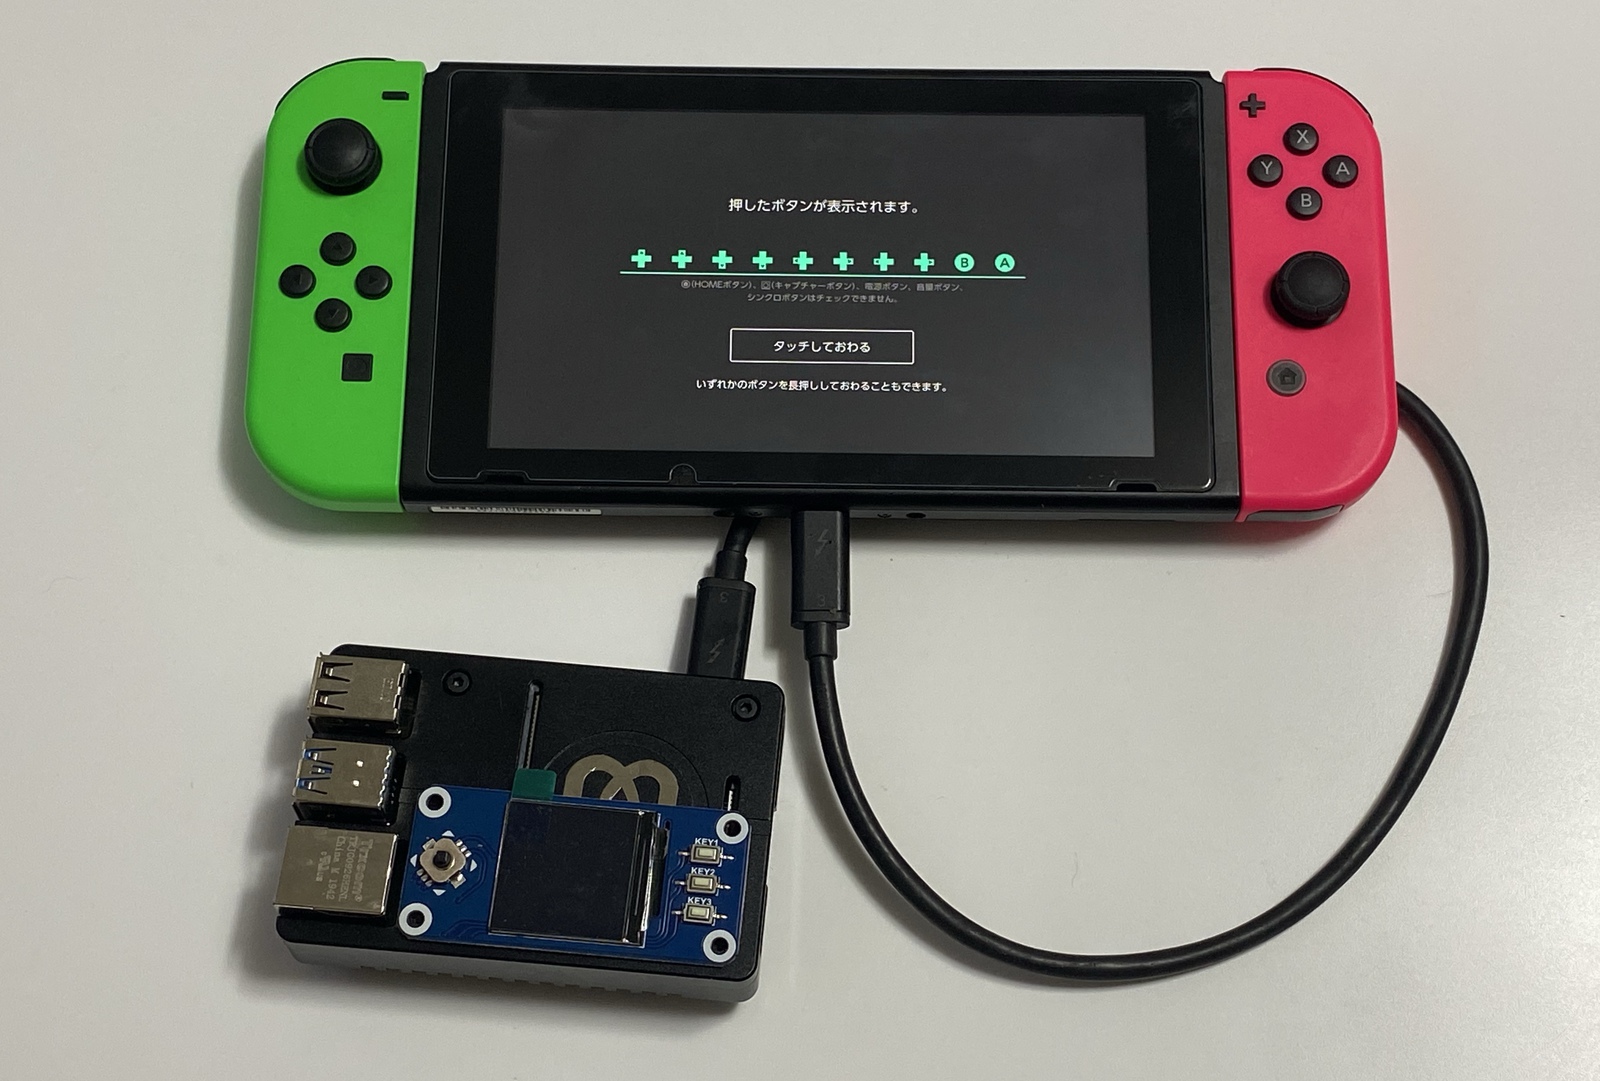 押したボタンが表示されます。
B A
(HOMEボタン)、(キャプチャーボタン)、電源ボタン、音量ボタン、
シンクロボタンはチェックできません。
タッチしておわる
いずれかのボタンを長押ししておわることもできます。
X
Y
A
B
3
3
KEY1
KEY2
KEY3